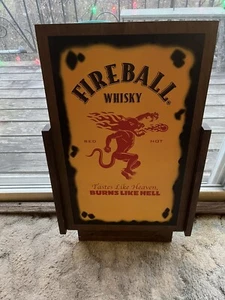 FIREBALL
WHISKY
RED HOT
Tastes Like Heaven,
BURNS LIKE HELL